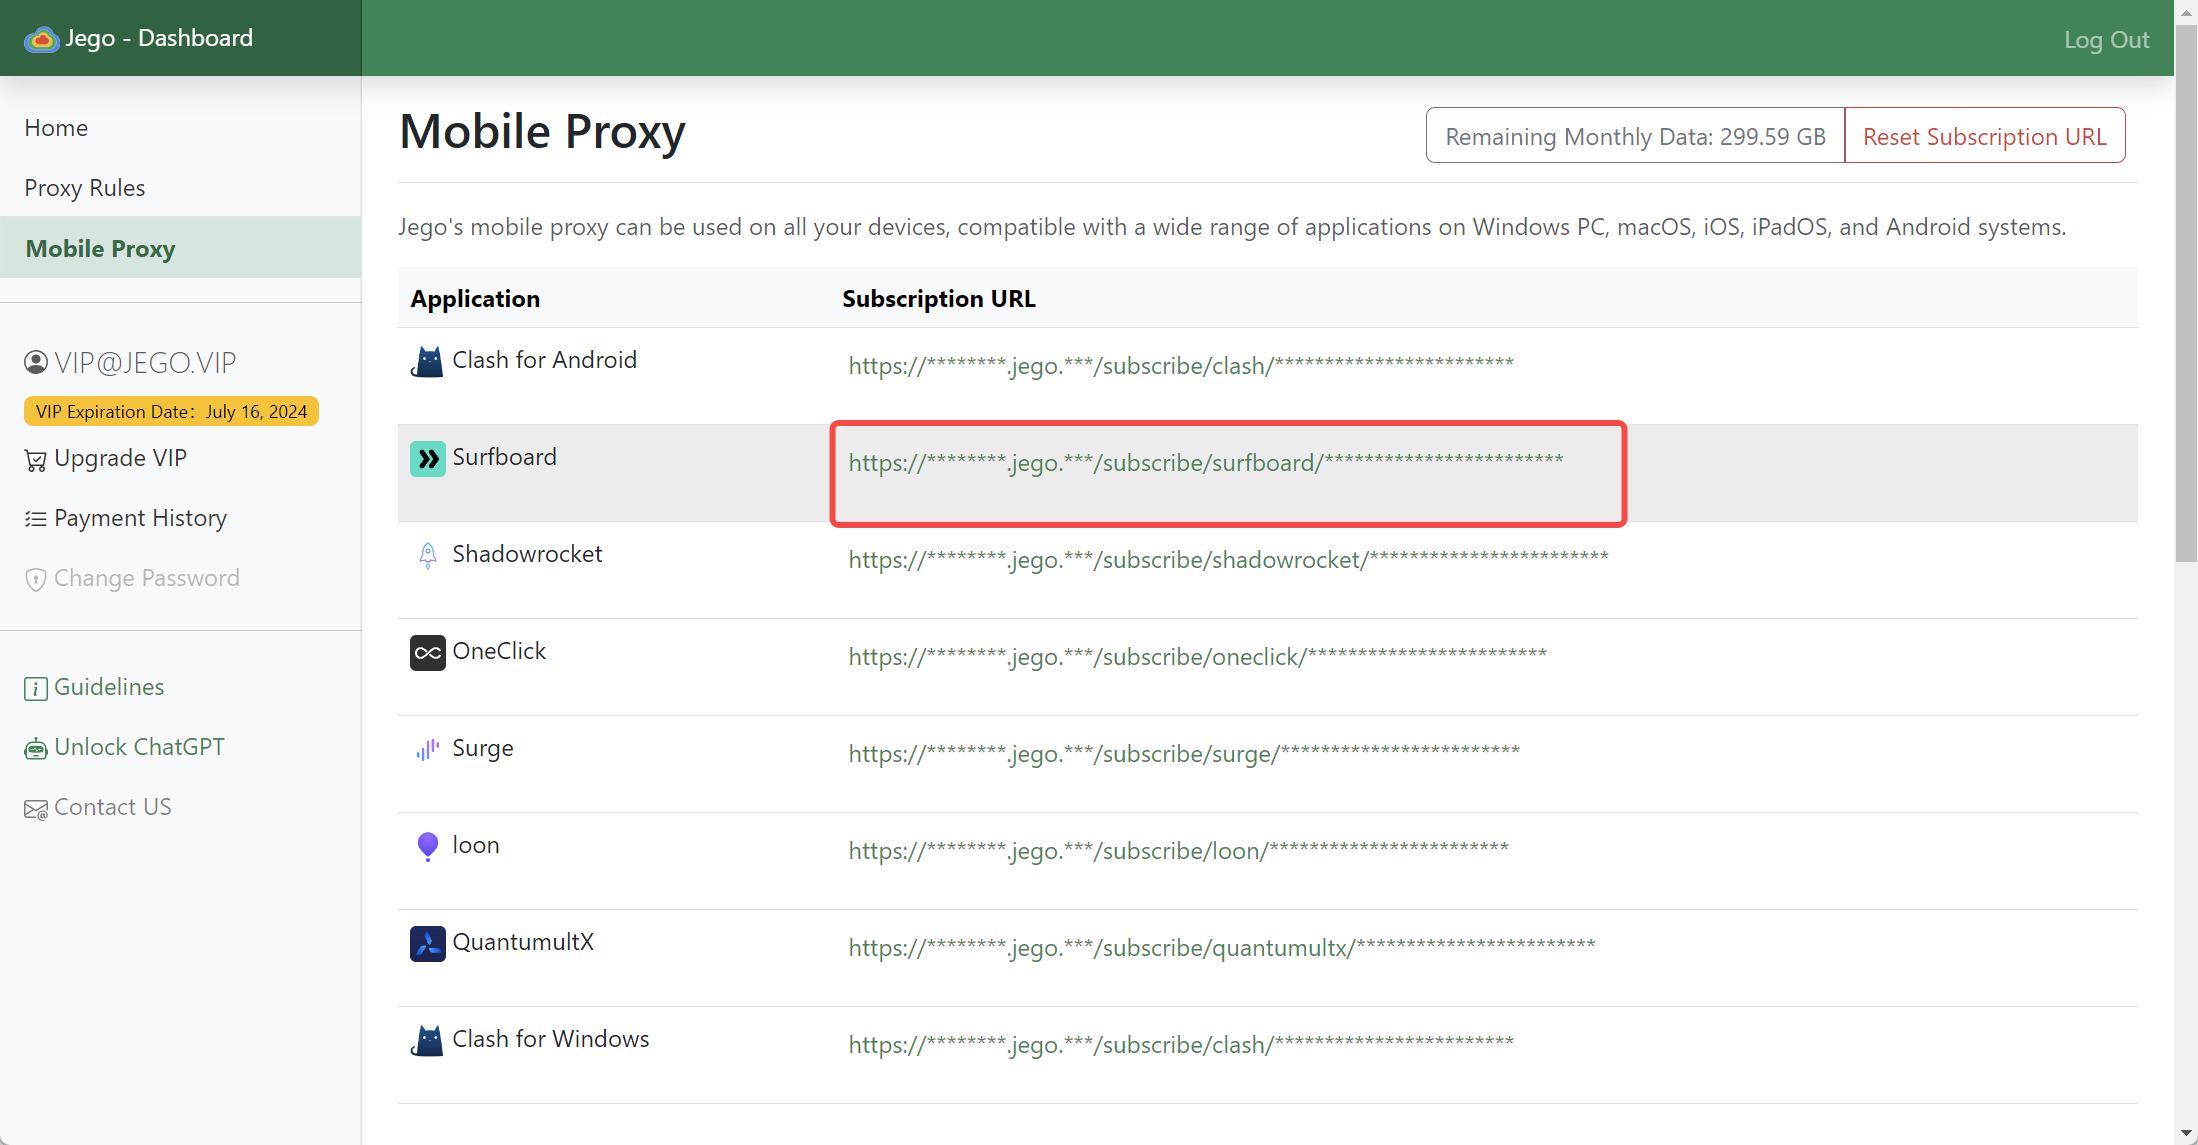 Jego - Dashboard
Log Out
Home
Proxy Rules
Mobile Proxy
VIP@JEGO.VIP
VIP Expiration Date: July 16, 2024
Upgrade VIP
Payment History
Change Password
Guidelines
Unlock ChatGPT
Contact US
Mobile Proxy
Remaining Monthly Data: 299.59 GB
Reset Subscription URL
Jego's mobile proxy can be used on all your devices, compatible with a wide range of applications on Windows PC, macOS, iOS, iPadOS, and Android systems.
Application Subscription URL
Clash for Android https://********.jego.***/subscribe/clash/************************
Surfboard https://********.jego.***/subscribe/surfboard/************************
Shadowrocket https://********.jego.***/subscribe/shadowrocket/************************
OneClick https://********.jego.***/subscribe/oneclick/************************
Surge https://********.jego.***/subscribe/surge/************************
loon https://********.jego.***/subscribe/loon/************************
QuantumultX https://********.jego.***/subscribe/quantumultx/************************
Clash for Windows https://********.jego.***/subscribe/clash/************************